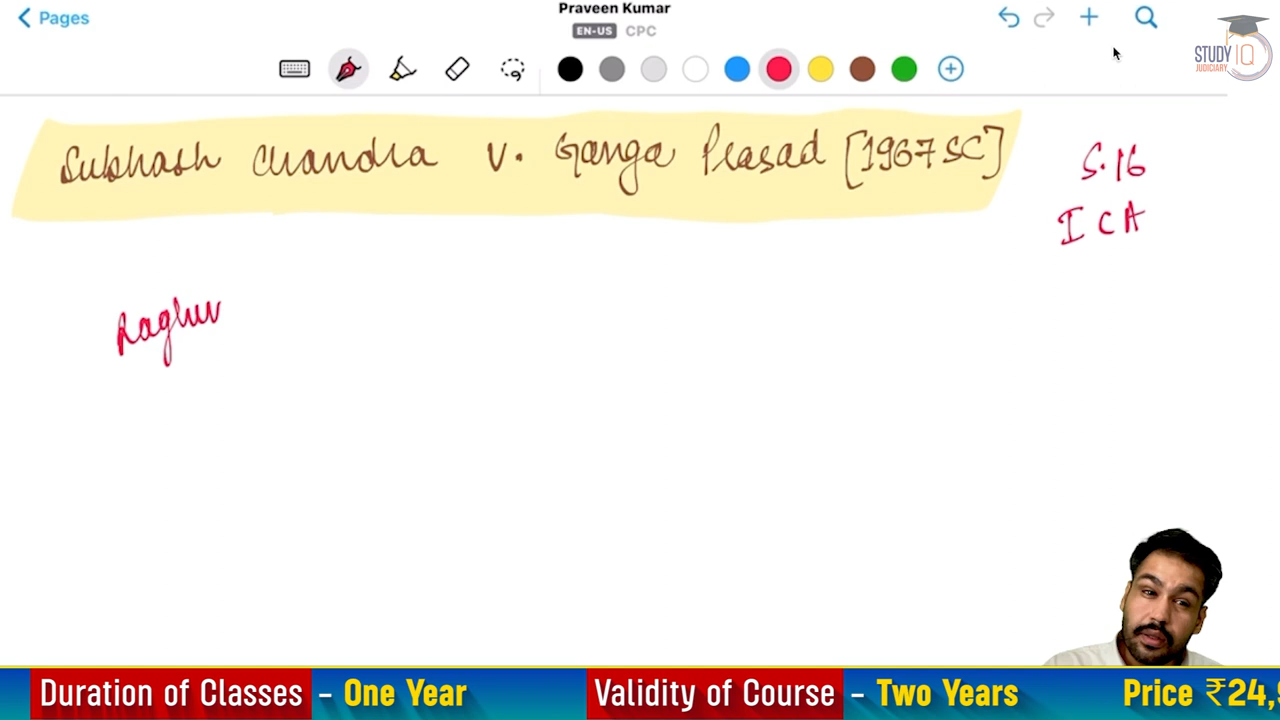 Pages
Praveen Kumar
EN-US CPC
STUDY IQ
JUDICIARY
Subhash Chandra v. Ganga Prasad [1967 SC]
S.16
ICA
Raghuv
Duration of Classes - One Year Validity of Course - Two Years Price ₹24,